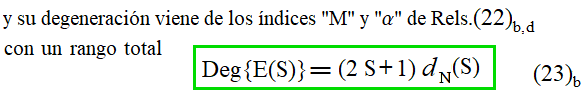 y su degeneración viene de los índices "M" y "α" de Rels.(22)b,d
con un rango total
Deg{E(S)}= (2 S+1) dN(S) (23)b